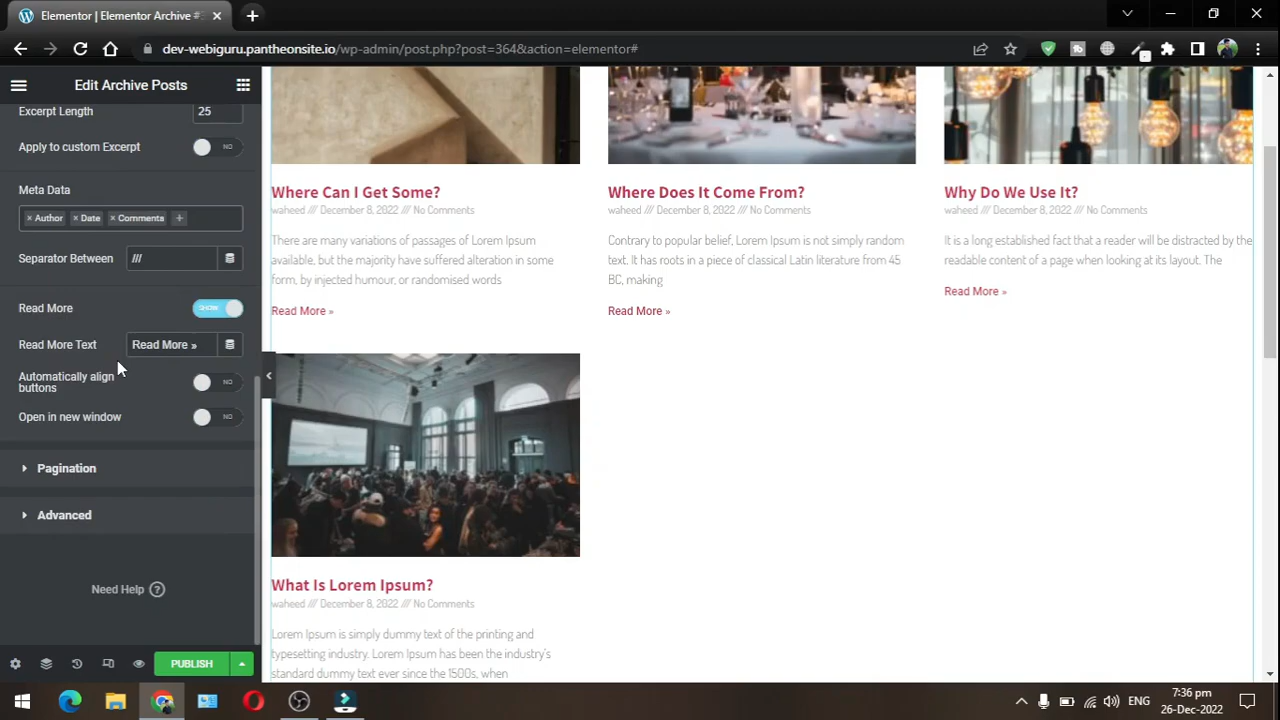 Elementor | Elementor Archive #
dev-webiguru.pantheonsite.io/wp-admin/post.php?post=364&action=elementor#
Edit Archive Posts
Excerpt Length
25
Apply to custom Excerpt
NO
Meta Data
× Author × Date × Comments +
Separator Between
///
Read More
SHOW
Read More Text
Read More »
Automatically align
buttons
NO
Open in new window
NO
Pagination
Advanced
Need Help ?
PUBLISH
Where Can I Get Some?
waheed /// December 8, 2022 /// No Comments
There are many variations of passages of Lorem Ipsum
available, but the majority have suffered alteration in some
form, by injected humour, or randomised words
Read More »
Where Does It Come From?
waheed /// December 8, 2022 /// No Comments
Contrary to popular belief, Lorem Ipsum is not simply random
text. It has roots in a piece of classical Latin literature from 45
BC, making
Read More »
Why Do We Use It?
waheed /// December 8, 2022 /// No Comments
It is a long established fact that a reader will be distracted by the
readable content of a page when looking at its layout. The
Read More »
What Is Lorem Ipsum?
waheed /// December 8, 2022 /// No Comments
Lorem Ipsum is simply dummy text of the printing and
typesetting industry. Lorem Ipsum has been the industry's
standard dummy text ever since the 1500s, when
ENG
7:36 pm
26-Dec-2022